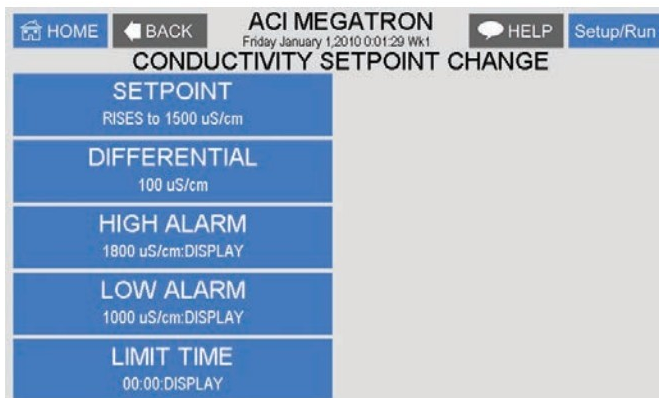 HOME BACK ACI MEGATRON HELP Setup/Run
Friday January 1,2010 0:01:29 Wk1
CONDUCTIVITY SETPOINT CHANGE
SETPOINT
RISES to 1500 uS/cm
DIFFERENTIAL
100 uS/cm
HIGH ALARM
1800 uS/cm:DISPLAY
LOW ALARM
1000 uS/cm:DISPLAY
LIMIT TIME
00:00:DISPLAY